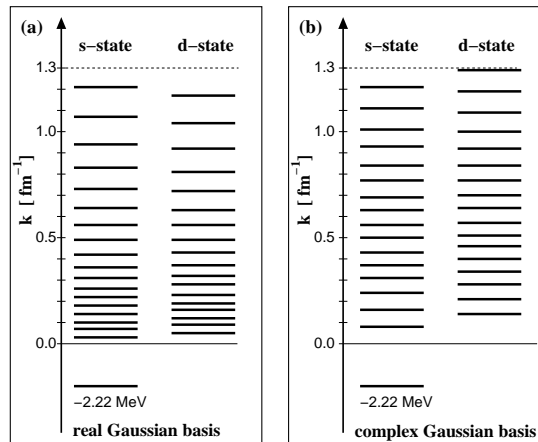 (a)
s−state d−state
1.3
1.0
k [ fm−1]
0.5
0.0
−2.22 MeV
real Gaussian basis
(b)
s−state d−state
1.3
1.0
k [ fm−1]
0.5
0.0
−2.22 MeV
complex Gaussian basis